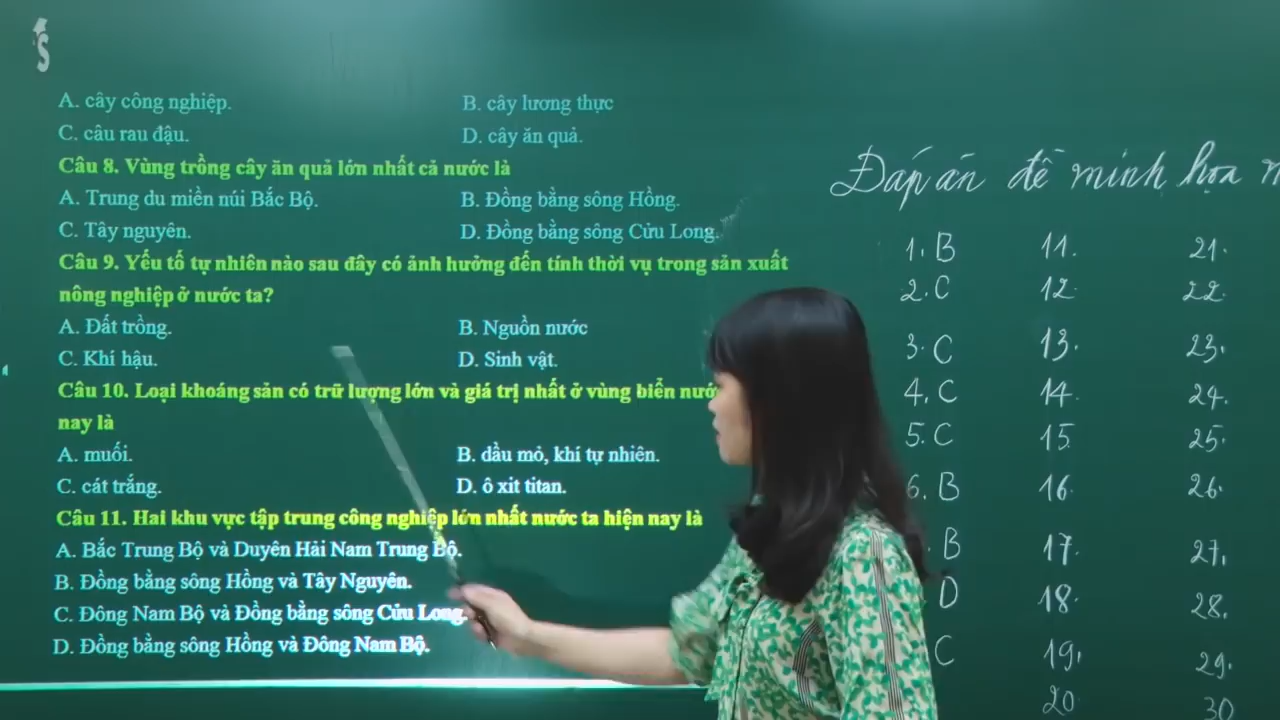 S
A. cây công nghiệp. B. cây lương thực
C. câu rau đậu. D. cây ăn quả.
Câu 8. Vùng trồng cây ăn quả lớn nhất cả nước là
A. Trung du miền núi Bắc Bộ. B. Đồng bằng sông Hồng.
C. Tây nguyên. D. Đồng bằng sông Cửu Long.
Câu 9. Yếu tố tự nhiên nào sau đây có ảnh hưởng đến tính thời vụ trong sản xuất
nông nghiệp ở nước ta?
A. Đất trồng. B. Nguồn nước
C. Khí hậu. D. Sinh vật.
Câu 10. Loại khoáng sản có trữ lượng lớn và giá trị nhất ở vùng biển nướ
nay là
A. muối. B. dầu mỏ, khí tự nhiên.
C. cát trắng. D. ô xit titan.
Câu 11. Hai khu vực tập trung công nghiệp lớn nhất nước ta hiện nay là
A. Bắc Trung Bộ và Duyên Hải Nam Trung Bộ.
B. Đồng bằng sông Hồng và Tây Nguyên.
C. Đông Nam Bộ và Đồng bằng sông Cửu Long.
D. Đồng bằng sông Hồng và Đông Nam Bộ.
Đáp án đề minh họa
1. B 11. 21.
2. C 12. 22.
3. C 13. 23.
4. C 14. 24.
5. C 15. 25.
6. B 16. 26.
. B 17. 27.
D 18. 28.
C 19. 29.
20. 30